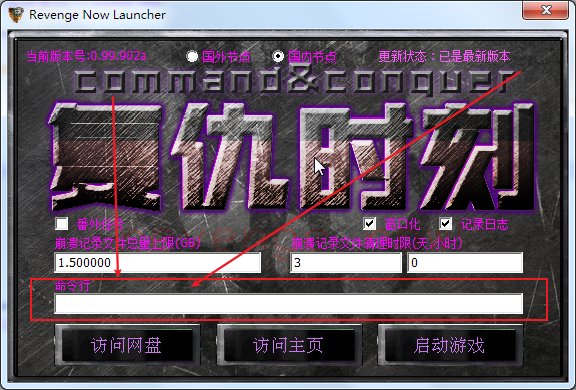 Revenge Now Launcher
当前版本号:0.99.902a 国外节点 国内节点 更新状态：已是最新版本
command&conquer
复仇时刻
窗口化 记录日志
崩溃记录文件总量上限(GB) 崩溃记录文件管理时限(天,小时)
1.500000 3 0
命令行
访问网盘 访问主页 启动游戏